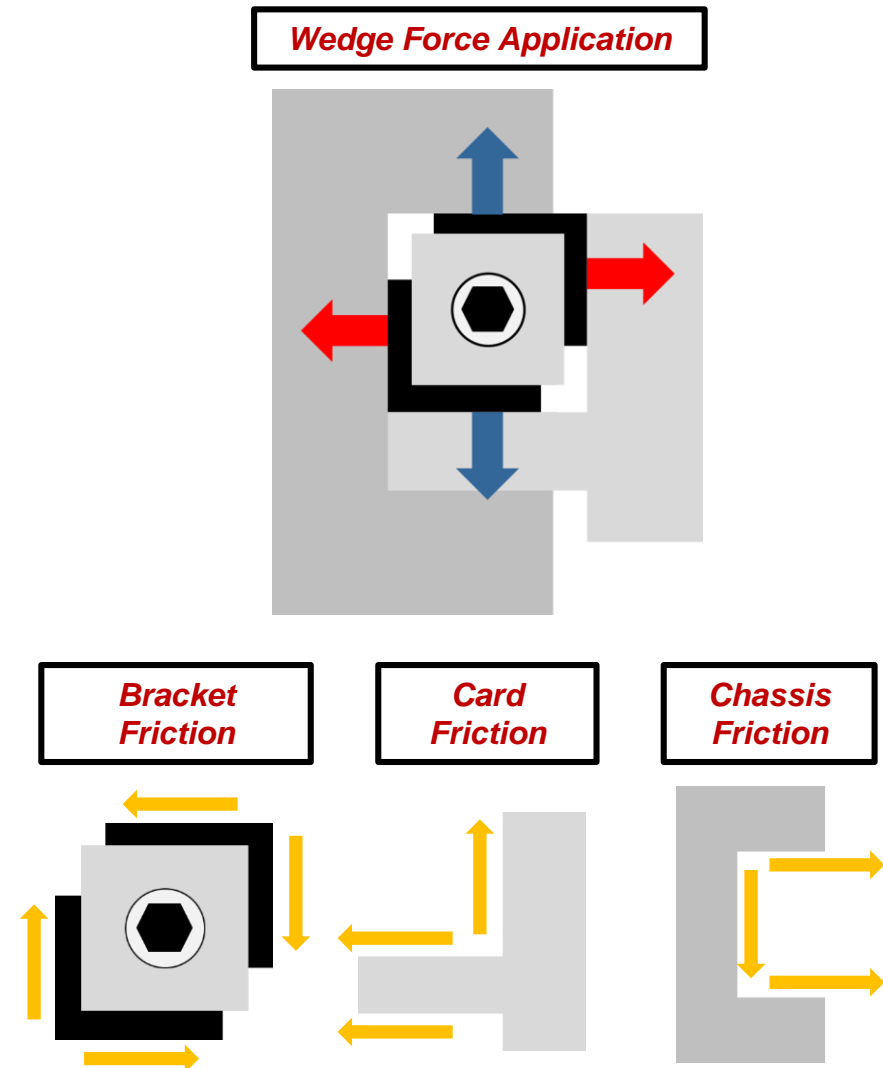 Wedge Force Application
Bracket
Friction
Card
Friction
Chassis
Friction